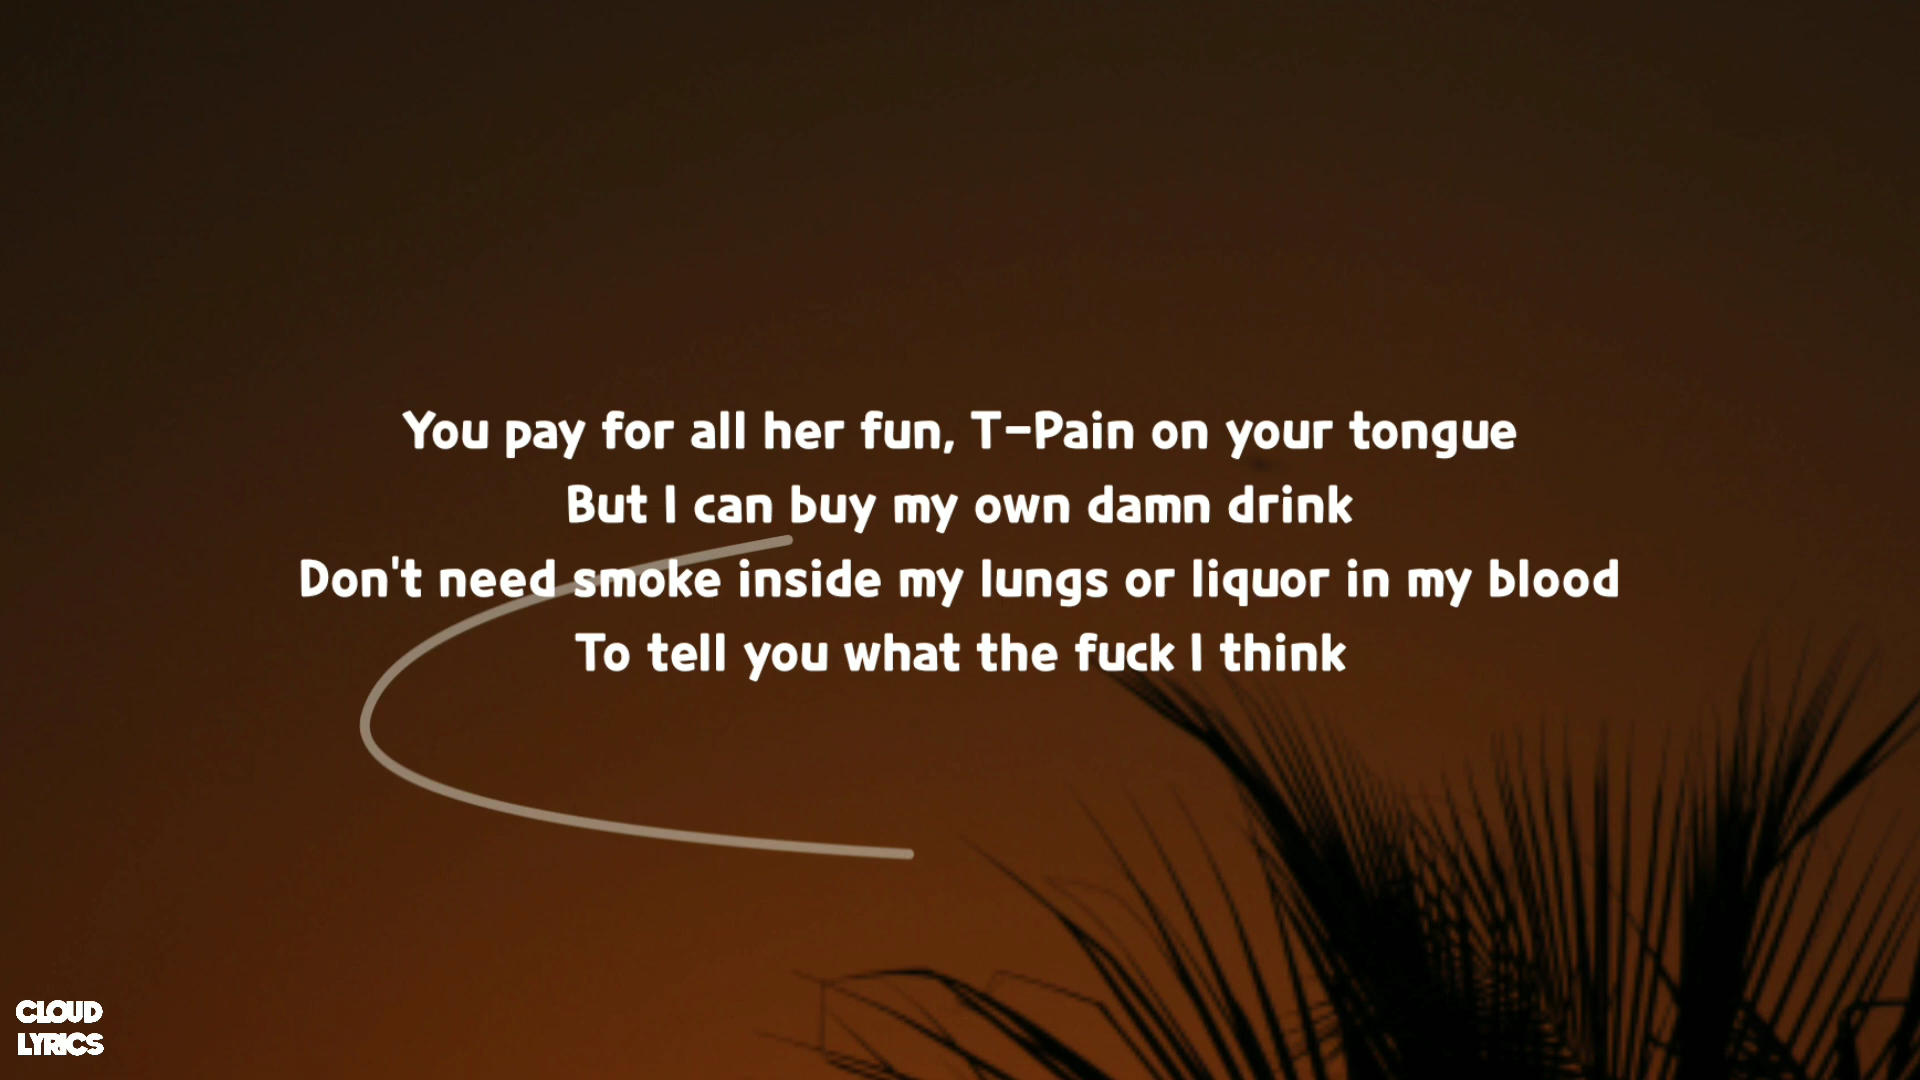 You pay for all her fun, T-Pain on your tongue
But I can buy my own damn drink
Don't need smoke inside my lungs or liquor in my blood
To tell you what the fuck I think
CLOUD
LYRICS